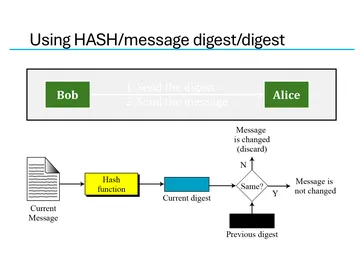 Using HASH/message digest/digest
Bob
1. Send the digest
2. Send the message
Alice
Message
is changed
(discard)
N
Hash
function
Same?
Message is
not changed
Y
Current
Message
Current digest
Previous digest